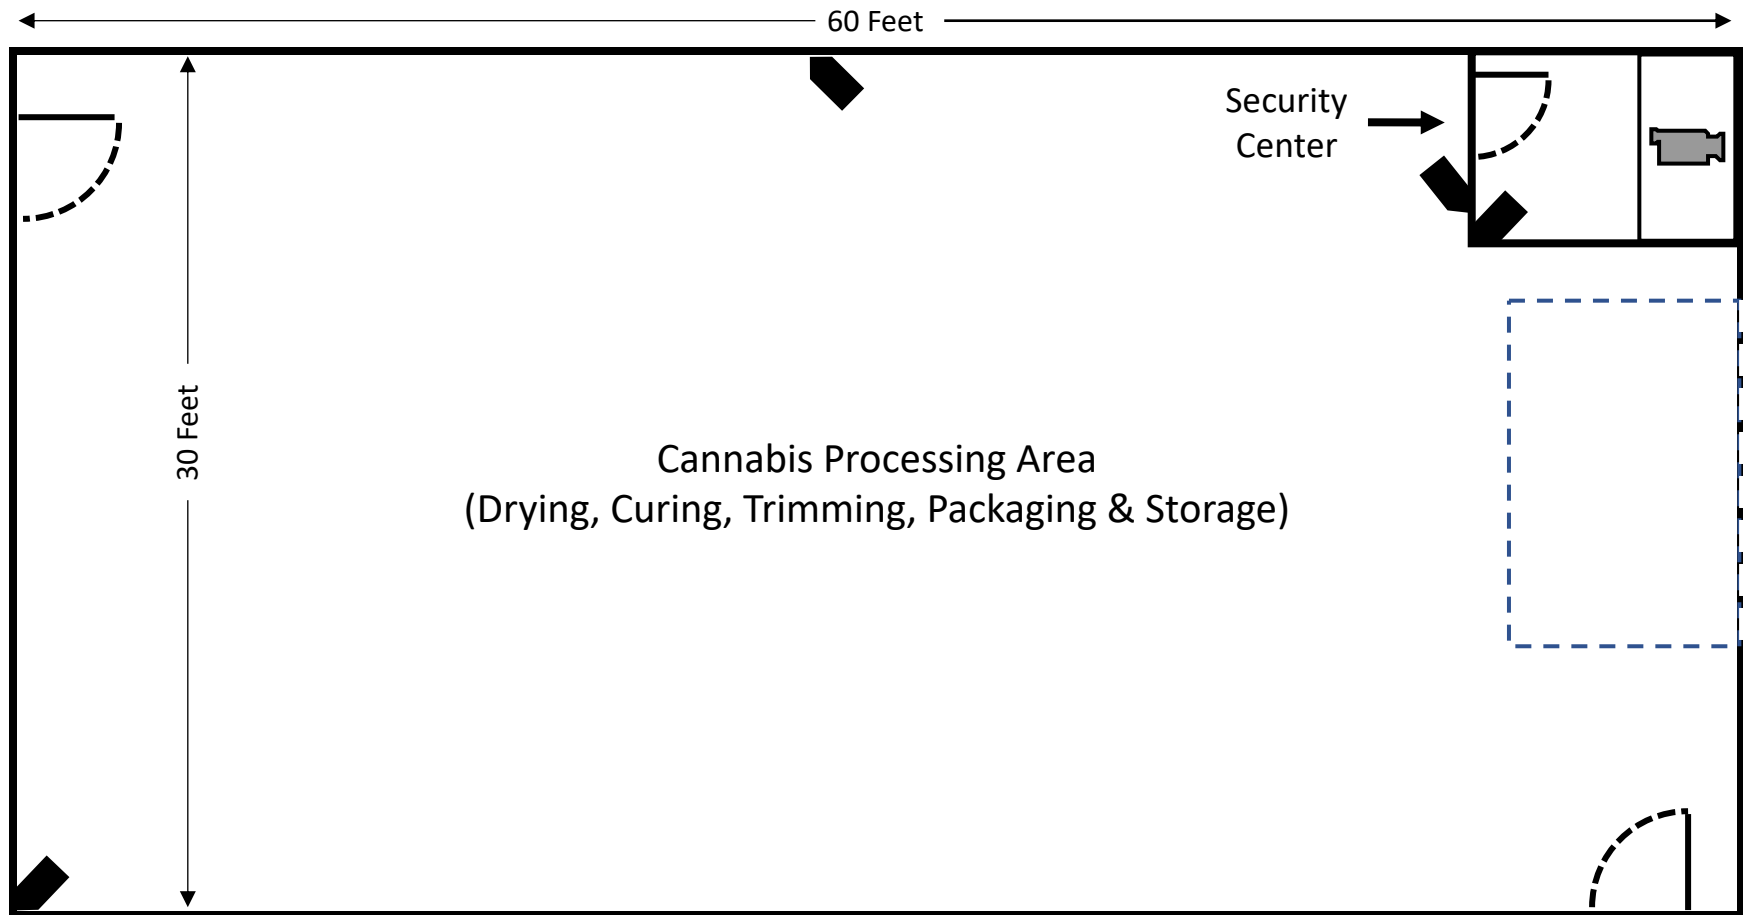 60 Feet
Security
Center
30 Feet
Cannabis Processing Area
(Drying, Curing, Trimming, Packaging & Storage)